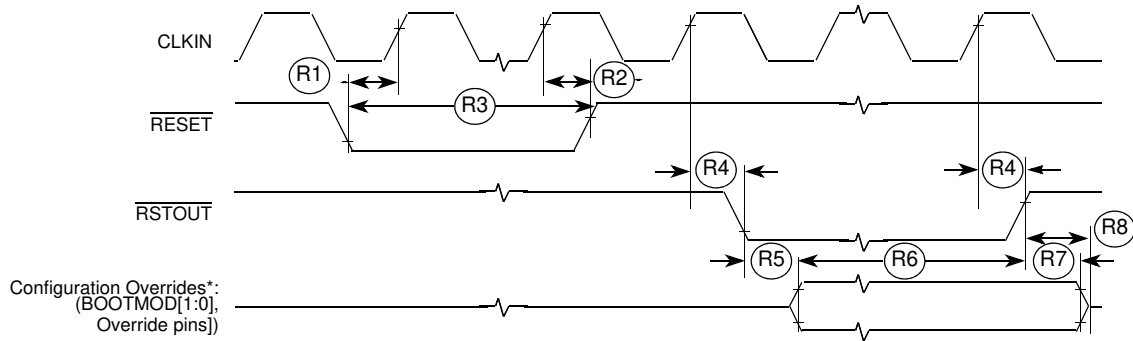 CLKIN
R1
R2
R3
RESET
R4
R4
RSTOUT
R8
R5
R6
R7
Configuration Overrides*:
(BOOTMOD[1:0],
Override pins])